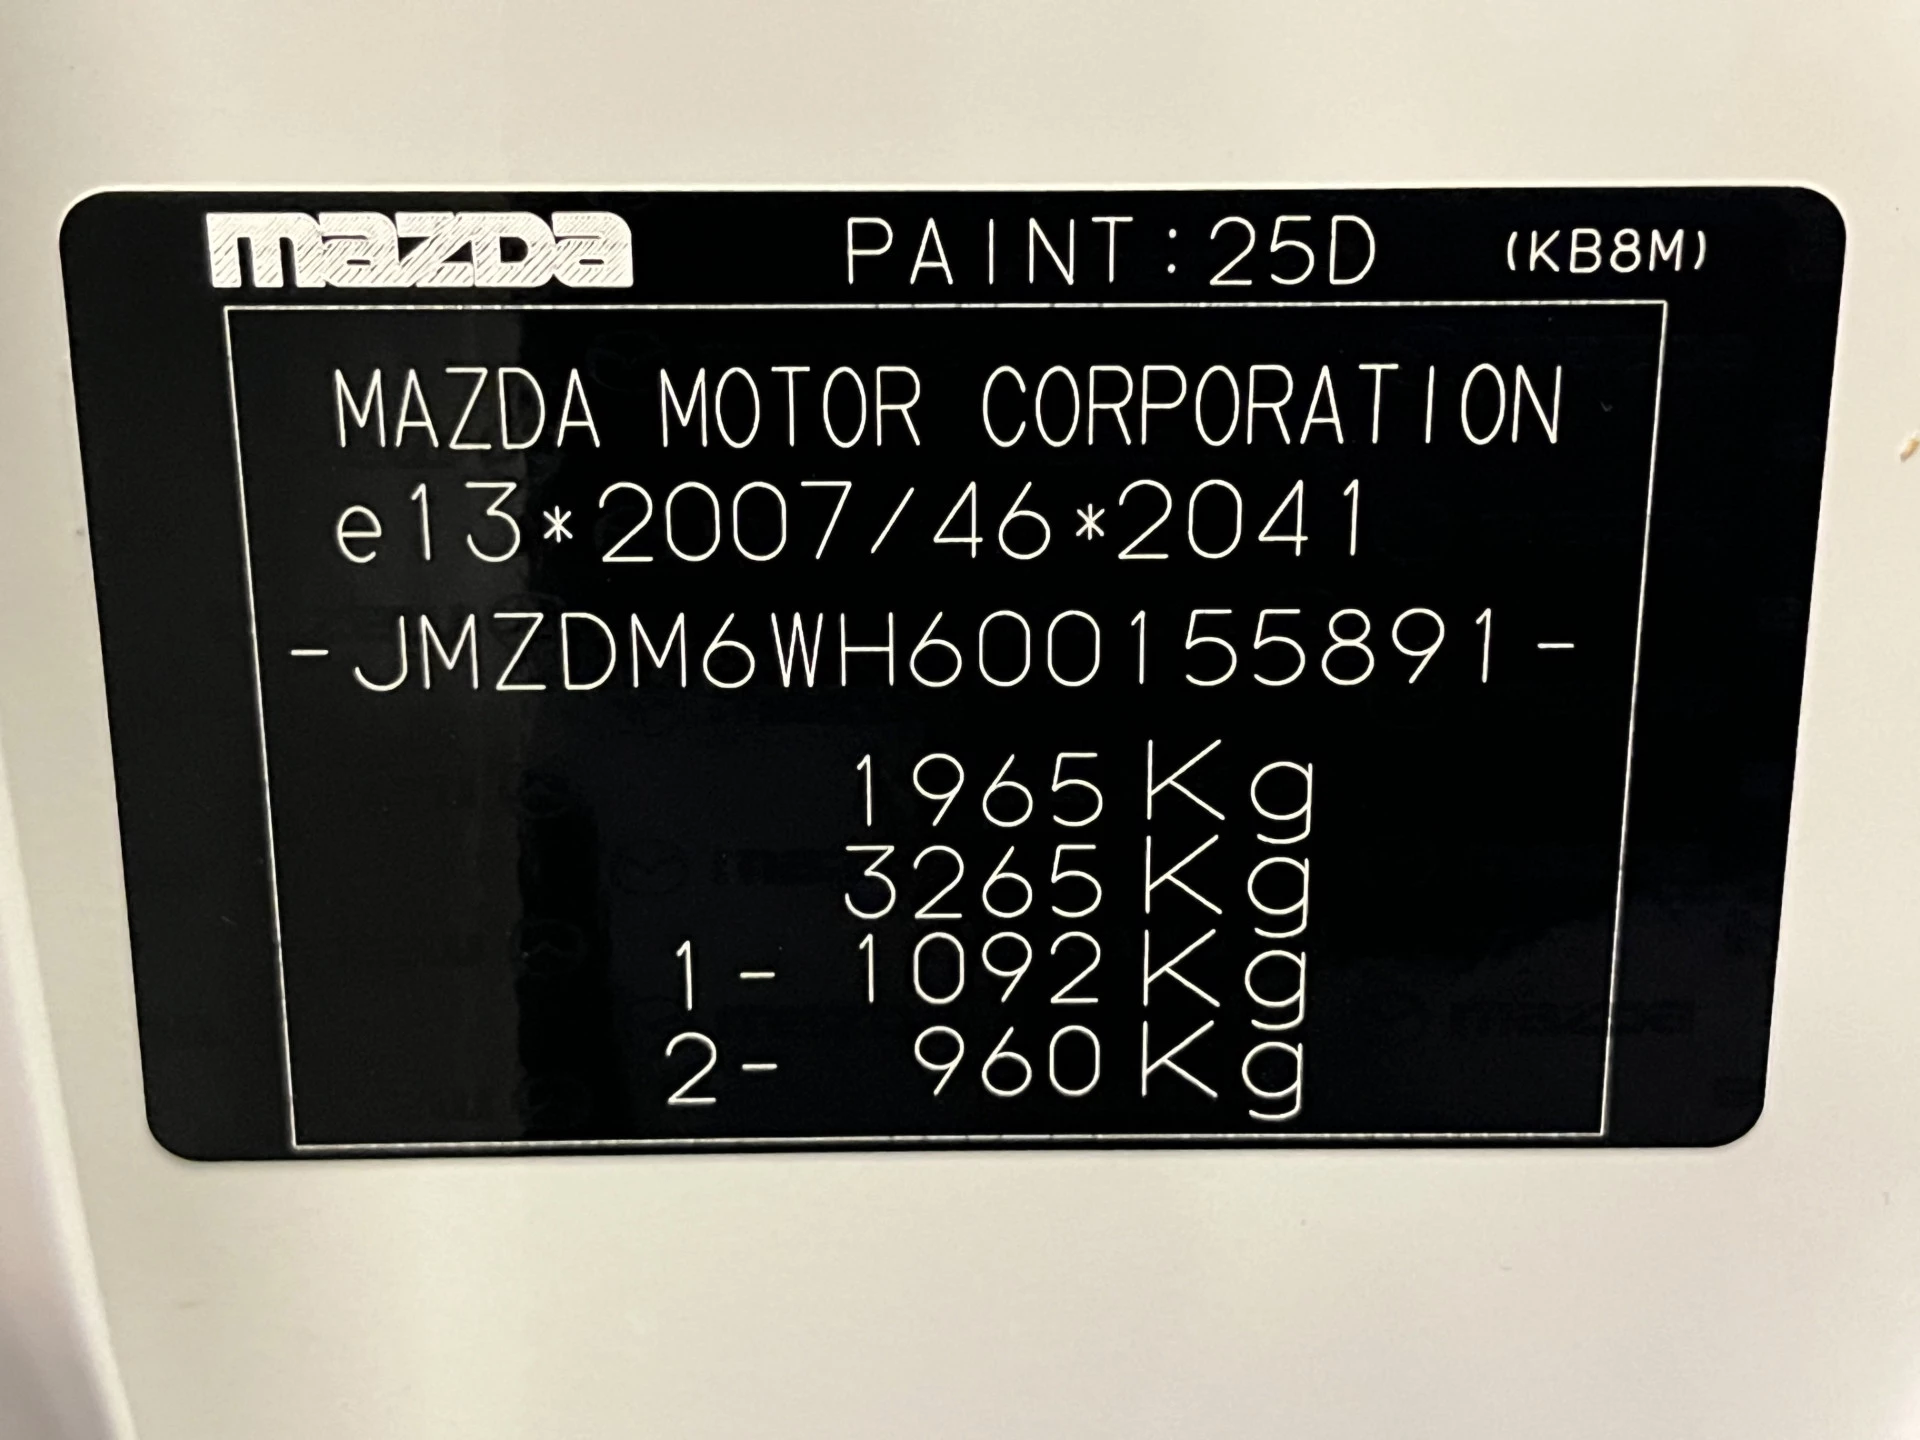 mazda PAINT:25D (KB8M)
MAZDA MOTOR CORPORATION
e13*2007/46*2041
-JMZDM6WH600155891-
1965Kg
3265Kg
1- 1092Kg
2- 960Kg